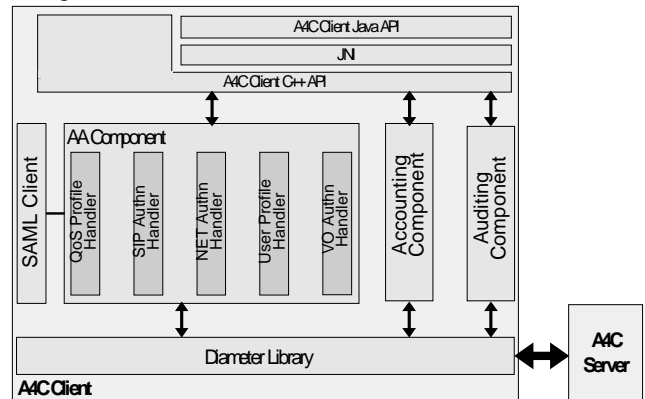 A4C Client Java API
JNI
A4C Client C++ API
AA Component
SAML Client
QoS Profile
Handler
SIP Authn
Handler
NET Authn
Handler
User Profile
Handler
VO Authn
Handler
Accounting
Component
Auditing
Component
Diameter Library
A4C
Server
A4C Client